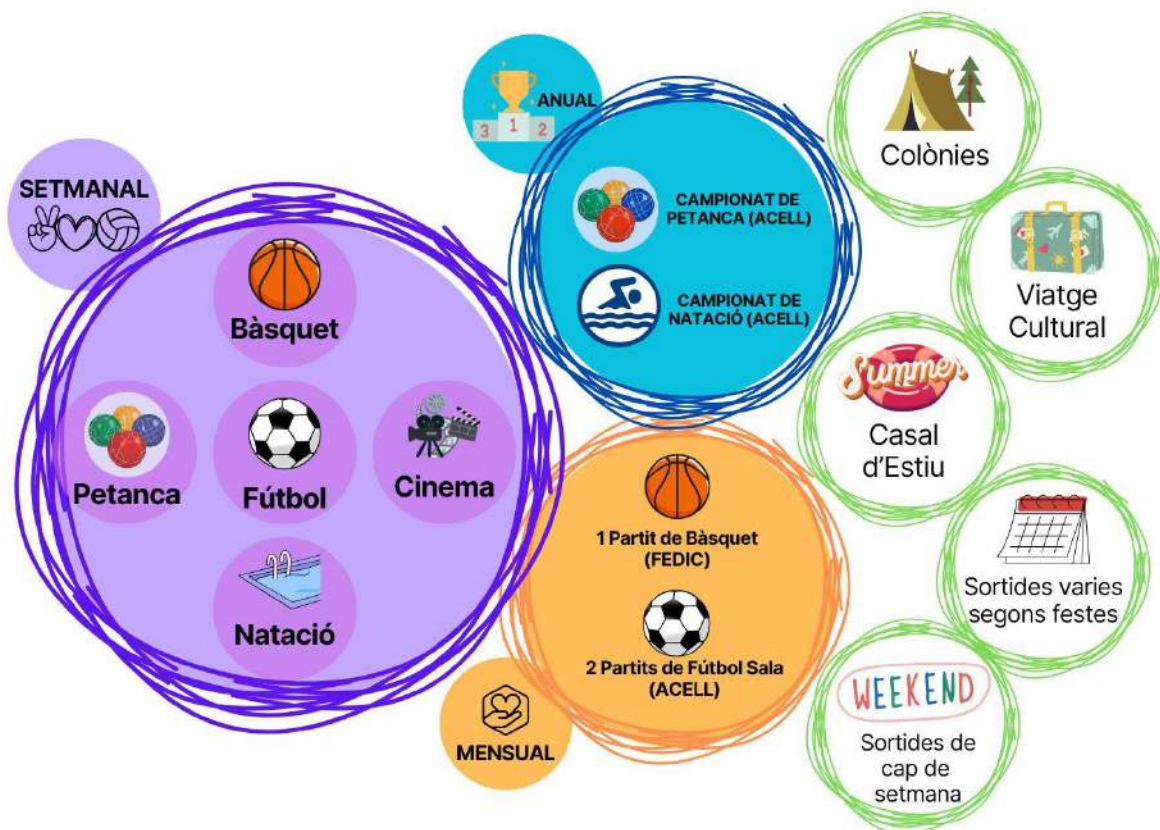 SETMANAL
Bàsquet
Petanca
Fútbol
Cinema
Natació
3 1 2
ANUAL
CAMPIONAT DE
PETANCA (ACELL)
CAMPIONAT DE
NATACIÓ (ACELL)
1 Partit de Bàsquet
(FEDIC)
2 Partits de Fútbol Sala
(ACELL)
MENSUAL
Colònies
Viatge
Cultural
Summer
Casal
d'Estiu
Sortides varies
segons festes
WEEKEND
Sortides de
cap de
setmana